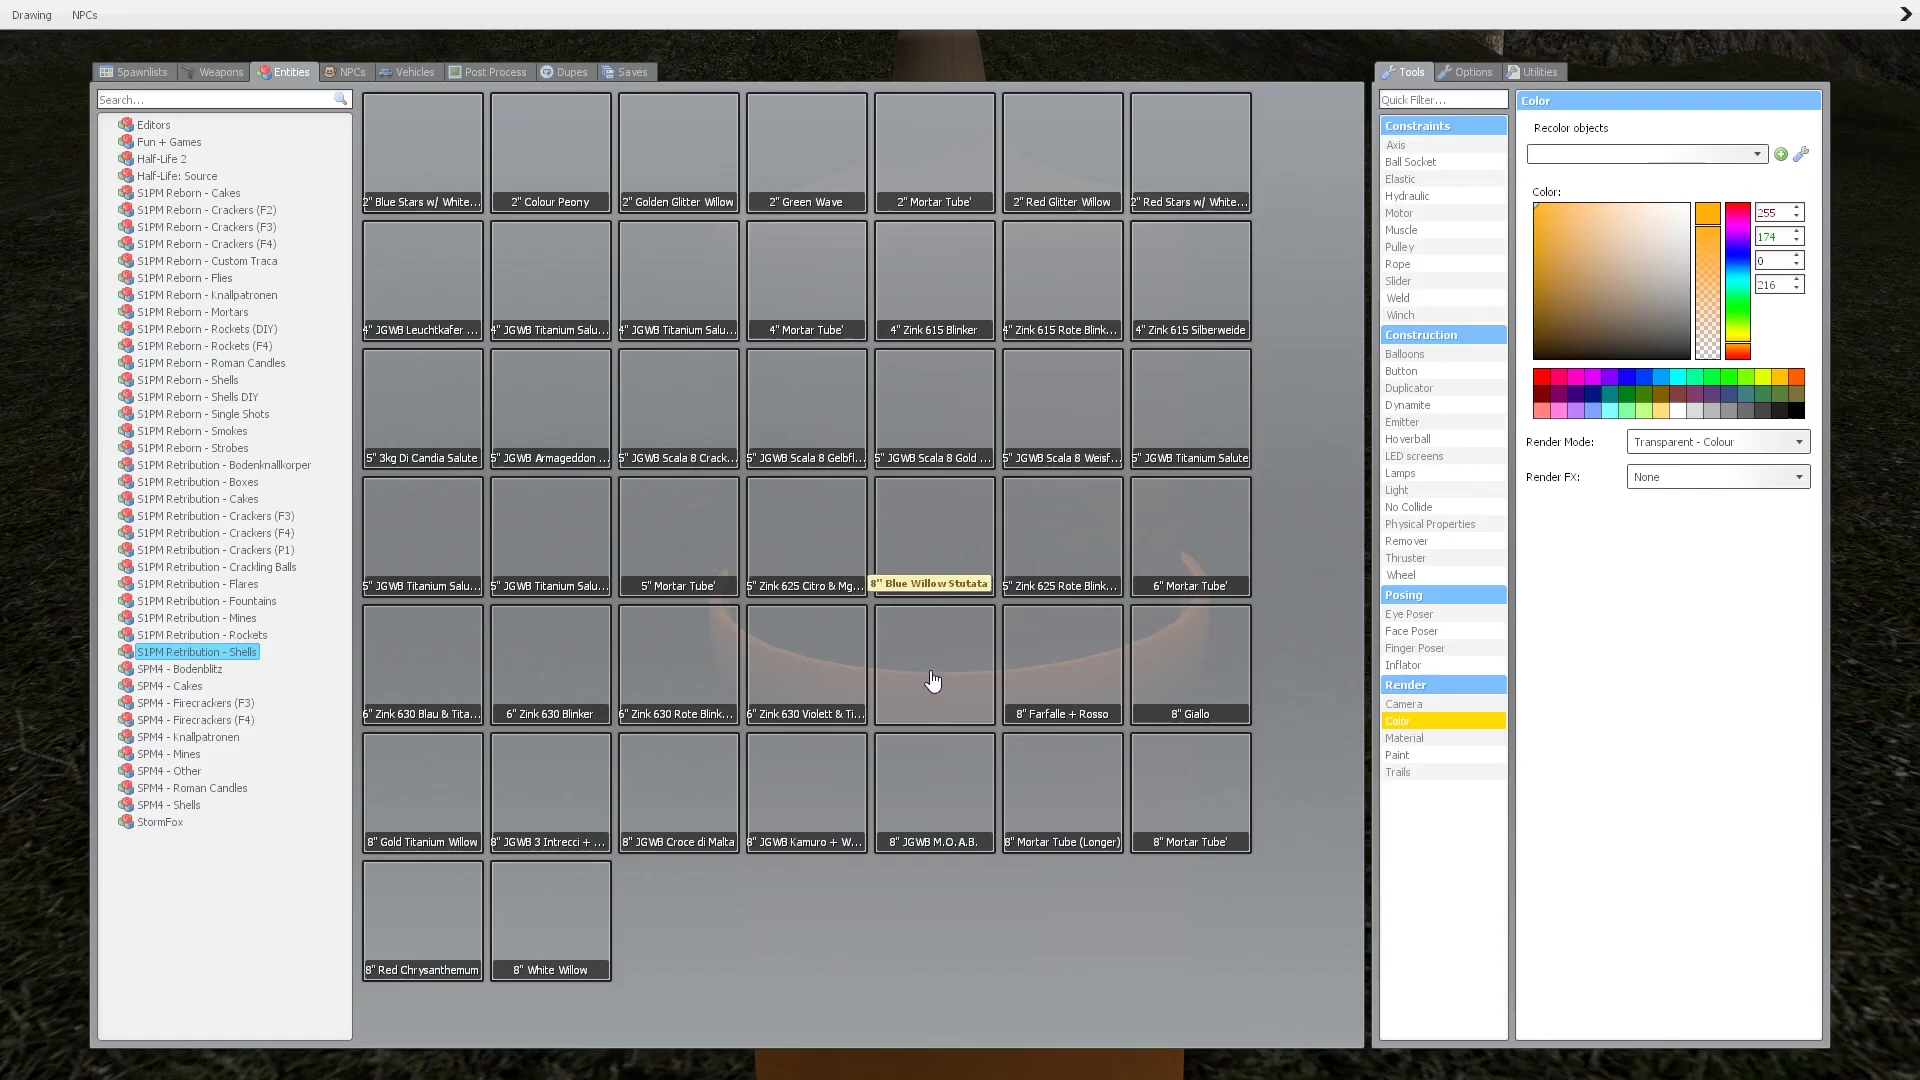 Drawing NPCs
Spawnlists Weapons Entities NPCs Vehicles Post Process Dupes Saves
Search...
Editors
Fun + Games
Half-Life 2
Half-Life: Source
S1PM Reborn - Cakes
S1PM Reborn - Crackers (F2)
S1PM Reborn - Crackers (F3)
S1PM Reborn - Crackers (F4)
S1PM Reborn - Custom Traca
S1PM Reborn - Flies
S1PM Reborn - Knallpatronen
S1PM Reborn - Mortars
S1PM Reborn - Rockets (DIY)
S1PM Reborn - Rockets (F4)
S1PM Reborn - Roman Candles
S1PM Reborn - Shells
S1PM Reborn - Shells DIY
S1PM Reborn - Single Shots
S1PM Reborn - Smokes
S1PM Reborn - Strobes
S1PM Retribution - Bodenknallkorper
S1PM Retribution - Boxes
S1PM Retribution - Cakes
S1PM Retribution - Crackers (F3)
S1PM Retribution - Crackers (F4)
S1PM Retribution - Crackers (P1)
S1PM Retribution - Crackling Balls
S1PM Retribution - Flares
S1PM Retribution - Fountains
S1PM Retribution - Mines
S1PM Retribution - Rockets
S1PM Retribution - Shells
SPM4 - Bodenblitz
SPM4 - Cakes
SPM4 - Firecrackers (F3)
SPM4 - Firecrackers (F4)
SPM4 - Knallpatronen
SPM4 - Mines
SPM4 - Other
SPM4 - Roman Candles
SPM4 - Shells
StormFox
2" Blue Stars w/ White... 2" Colour Peony 2" Golden Glitter Willow 2" Green Wave 2" Mortar Tube' 2" Red Glitter Willow 2" Red Stars w/ White...
4" JGWB Leuchtkafer ... 4" JGWB Titanium Salu... 4" JGWB Titanium Salu... 4" Mortar Tube' 4" Zink 615 Blinker 4" Zink 615 Rote Blink... 4" Zink 615 Silberweide
5" 3kg Di Candia Salute 5" JGWB Armageddon ... 5" JGWB Scala 8 Crack... 5" JGWB Scala 8 Gelbfl... 5" JGWB Scala 8 Gold ... 5" JGWB Scala 8 Weisf... 5" JGWB Titanium Salute
5" JGWB Titanium Salu... 5" JGWB Titanium Salu... 5" Mortar Tube' 5" Zink 625 Citro & Mg... 8" Blue Willow Stutata 5" Zink 625 Rote Blink... 6" Mortar Tube'
6" Zink 630 Blau & Tita... 6" Zink 630 Blinker 6" Zink 630 Rote Blink... 6" Zink 630 Violett & Ti... 8" Farfalle + Rosso 8" Giallo
8" Gold Titanium Willow 8" JGWB 3 Intrecci + ... 8" JGWB Croce di Malta 8" JGWB Kamuro + W... 8" JGWB M.O.A.B. 8" Mortar Tube (Longer) 8" Mortar Tube'
8" Red Chrysanthemum 8" White Willow
Tools Options Utilities
Quick Filter...
Constraints
Axis
Ball Socket
Elastic
Hydraulic
Motor
Muscle
Pulley
Rope
Slider
Weld
Winch
Construction
Balloons
Button
Duplicator
Dynamite
Emitter
Hoverball
LED screens
Lamps
Light
No Collide
Physical Properties
Remover
Thruster
Wheel
Posing
Eye Poser
Face Poser
Finger Poser
Inflator
Render
Camera
Color
Material
Paint
Trails
Color
Recolor objects
Color:
255
174
0
216
Render Mode: Transparent - Colour
Render FX: None